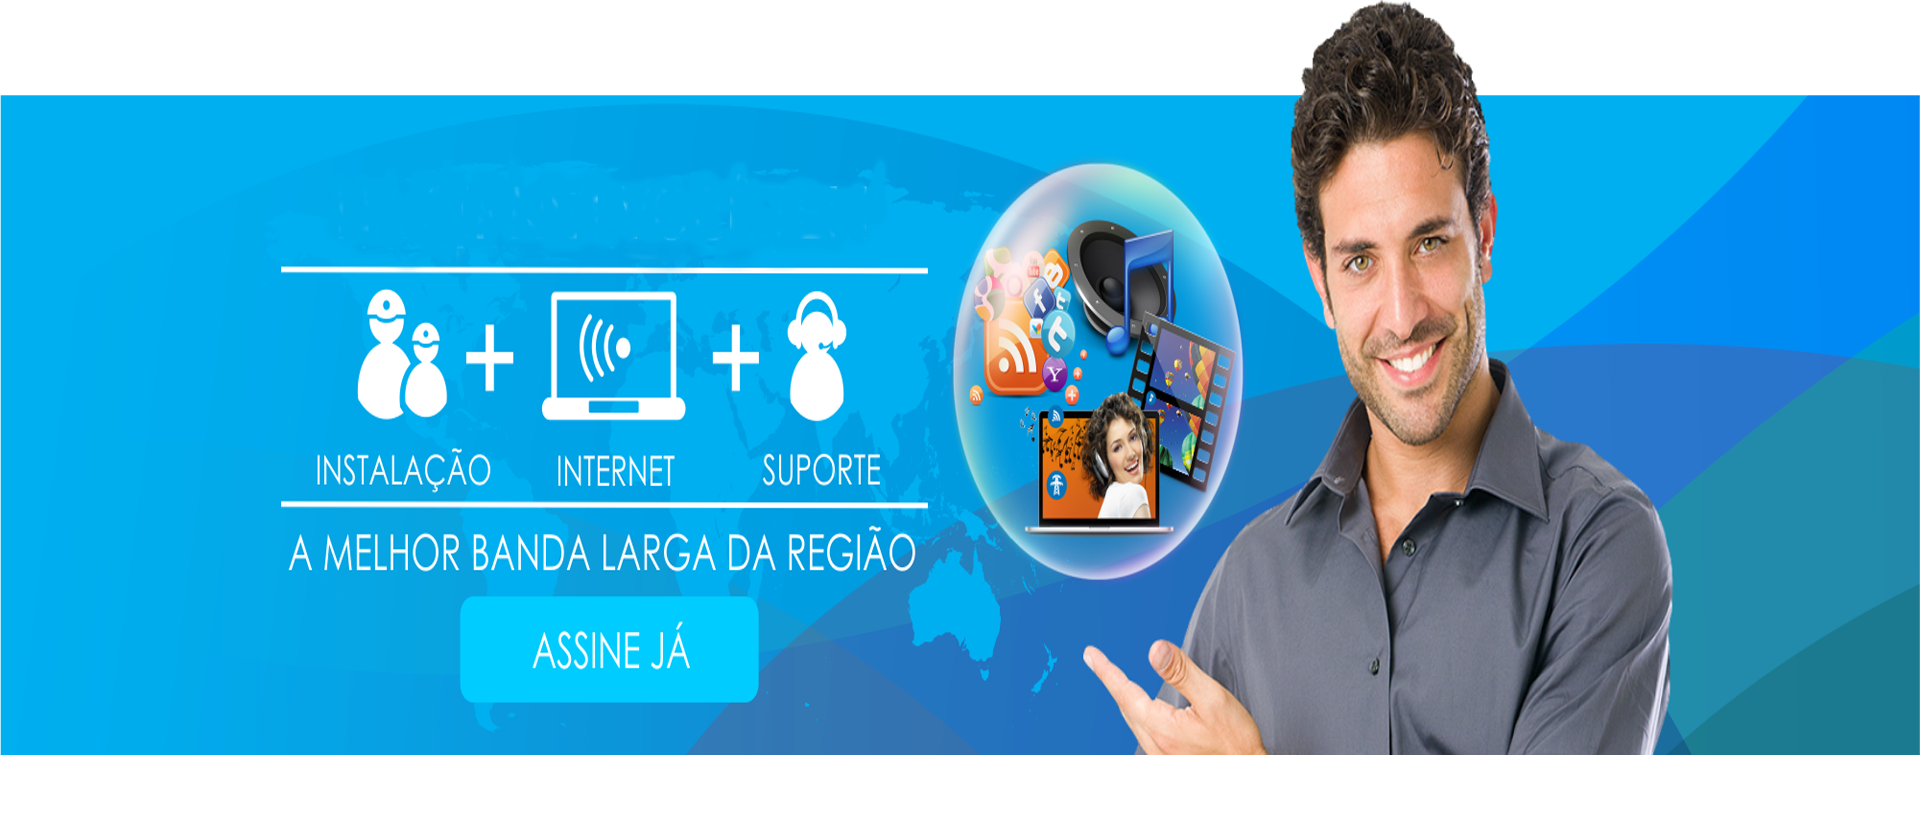 INSTALAÇÃO
INTERNET
SUPORTE
A MELHOR BANDA LARGA DA REGIÃO
ASSINE JÁ